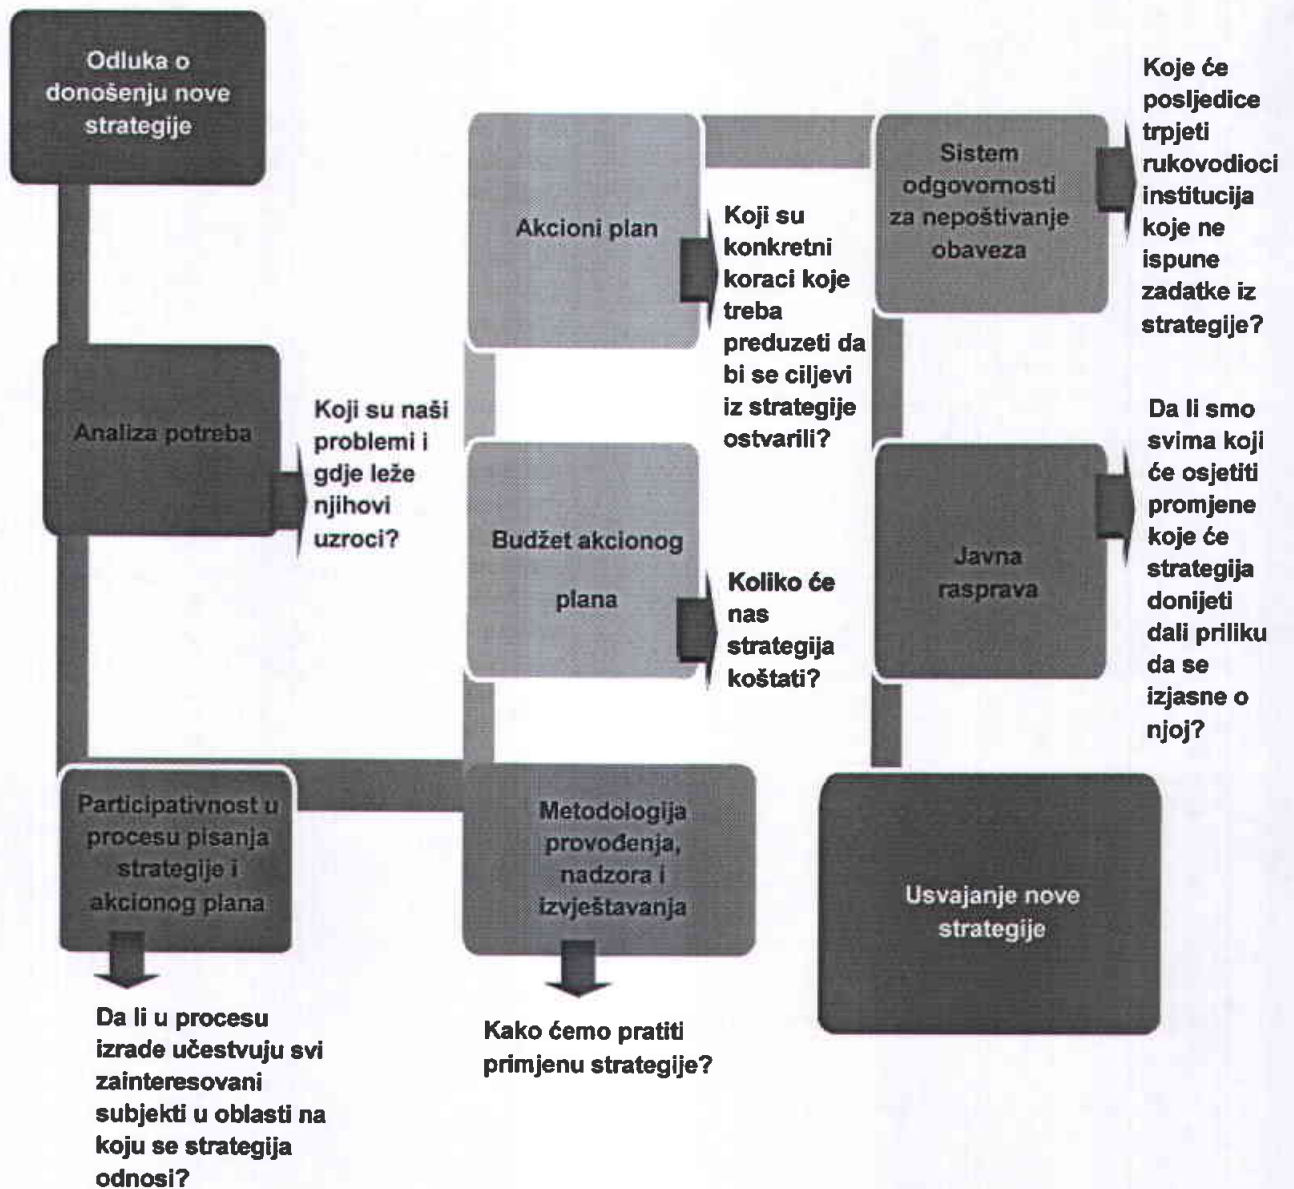 Odluka o
donošenju nove
strategije
Analiza potreba
Koji su naši
problemi i
gdje leže
njihovi
uzroci?
Participativnost u
procesu pisanja
strategije i
akcionog plana
Da li u procesu
izrade učestvuju svi
zainteresovani
subjekti u oblasti na
koju se strategija
odnosi?
Metodologija
provođenja,
nadzora i
izvještavanja
Kako ćemo pratiti
primjenu strategije?
Budžet akcionog
plana
Koliko će
nas
strategija
koštati?
Akcioni plan
Koji su
konkretni
koraci koje
treba
preduzeti da
bi se ciljevi
iz strategije
ostvarili?
Sistem
odgovornosti
za nepoštivanje
obaveza
Koje će
posljedice
trpjeti
rukovodioci
institucija
koje ne
ispune
zadatke iz
strategije?
Javna
rasprava
Da li smo
svima koji
će osjetiti
promjene
koje će
strategija
donijeti
dali priliku
da se
izjasne o
njoj?
Usvajanje nove
strategije